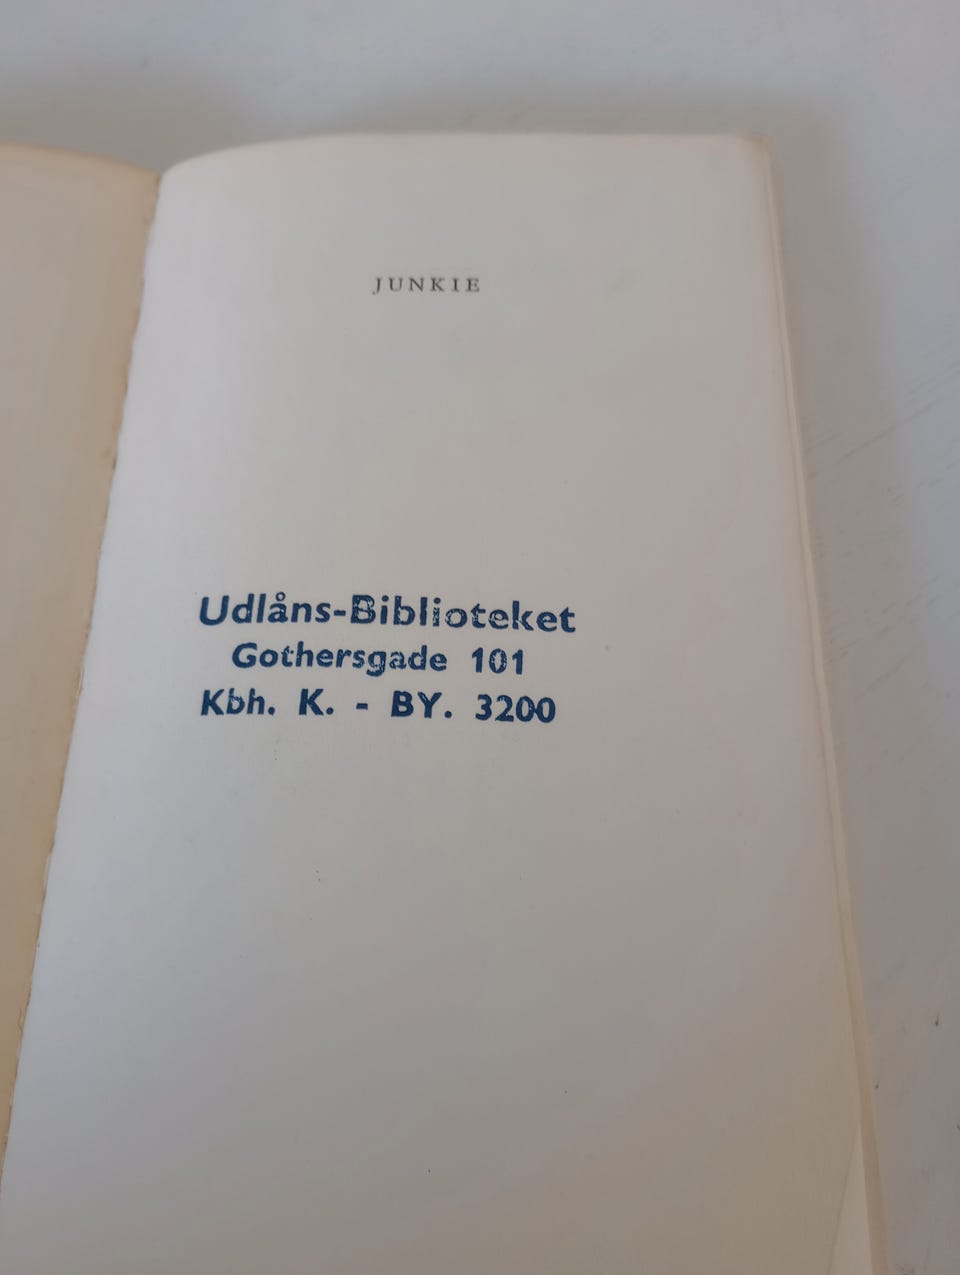 JUNKIE
Udlåns-Biblioteket
Gothersgade 101
Kbh. K. - BY. 3200